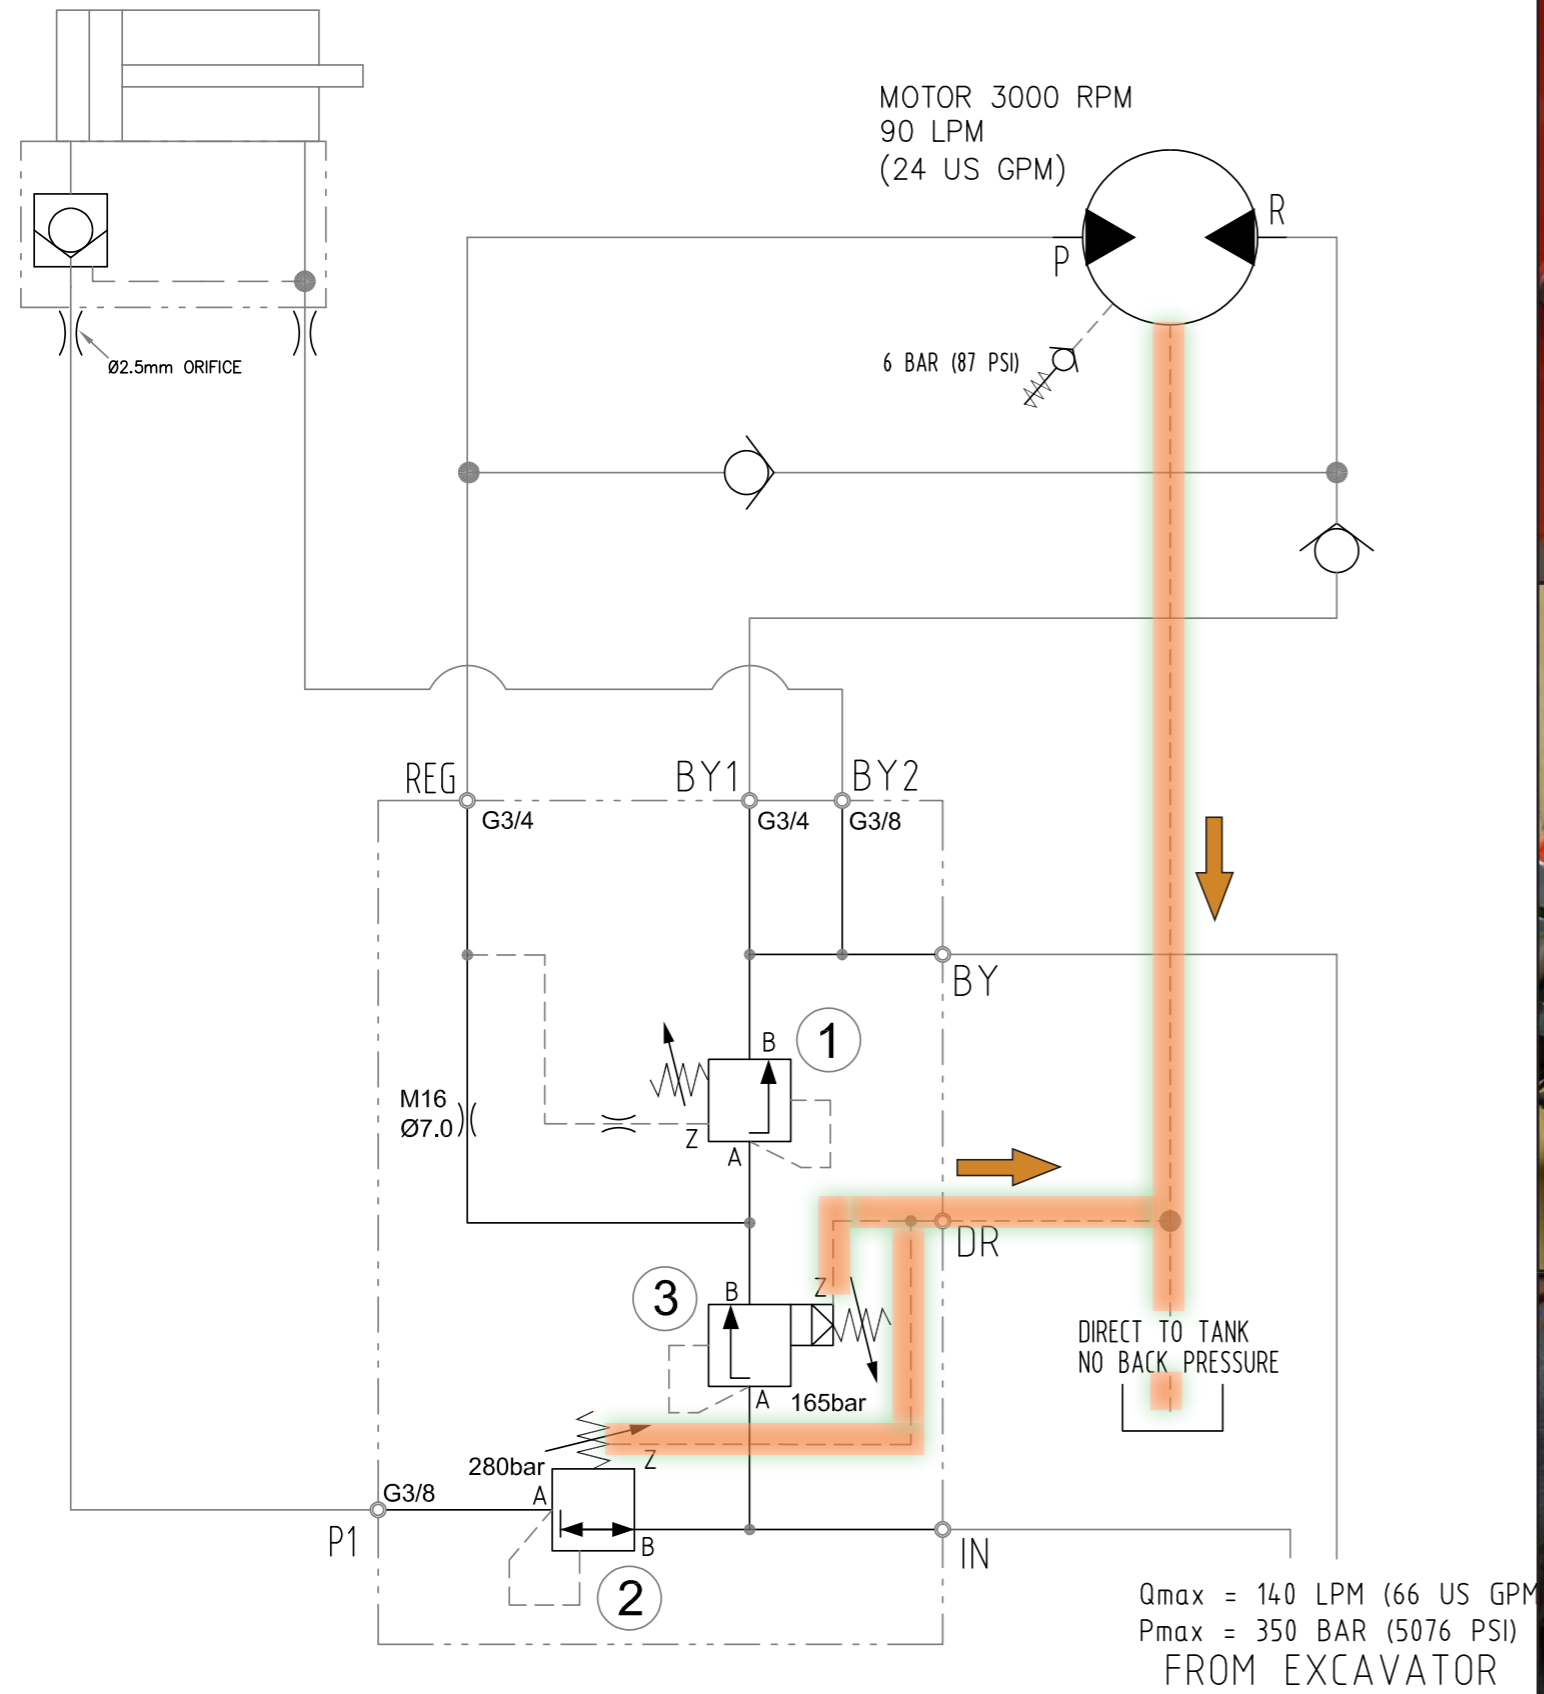 MOTOR 3000 RPM
90 LPM
(24 US GPM)
P
R
6 BAR (87 PSI)
Ø2.5mm ORIFICE
REG
BY1
BY2
G3/4
G3/4
G3/8
BY
B
1
M16
Ø7.0
Z
A
DR
3
B
Z
DIRECT TO TANK
NO BACK PRESSURE
A
165bar
280bar
Z
G3/8
A
P1
B
IN
2
Qmax = 140 LPM (66 US GPM
Pmax = 350 BAR (5076 PSI)
FROM EXCAVATOR